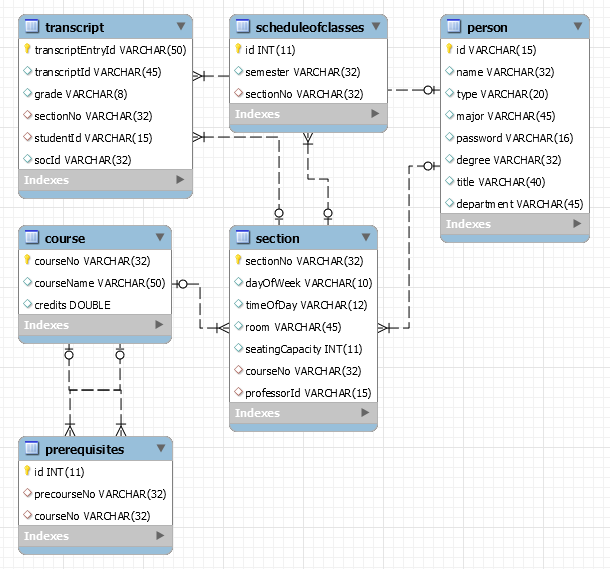 transcript
transcriptEntryId VARCHAR(50)
transcriptId VARCHAR(45)
grade VARCHAR(8)
sectionNo VARCHAR(32)
studentId VARCHAR(15)
socId VARCHAR(32)
Indexes
scheduleofclasses
id INT(11)
semester VARCHAR(32)
sectionNo VARCHAR(32)
Indexes
person
id VARCHAR(15)
name VARCHAR(32)
type VARCHAR(20)
major VARCHAR(45)
password VARCHAR(16)
degree VARCHAR(32)
title VARCHAR(40)
department VARCHAR(45)
Indexes
course
courseNo VARCHAR(32)
courseName VARCHAR(50)
credits DOUBLE
Indexes
section
sectionNo VARCHAR(32)
dayOfWeek VARCHAR(10)
timeOfDay VARCHAR(12)
room VARCHAR(45)
seatingCapacity INT(11)
courseNo VARCHAR(32)
professorId VARCHAR(15)
Indexes
prerequisites
id INT(11)
precourseNo VARCHAR(32)
courseNo VARCHAR(32)
Indexes